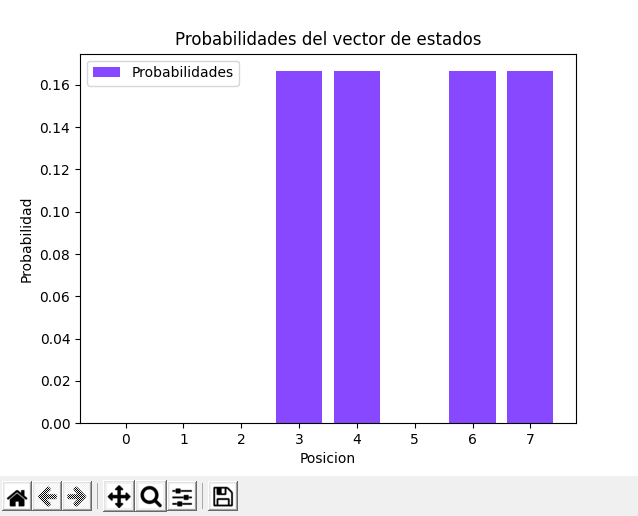 Probabilidades del vector de estados
Probabilidades
0.16
0.14
0.12
0.10
0.08
0.06
0.04
0.02
0.00
Probabilidad
0 1 2 3 4 5 6 7
Posicion